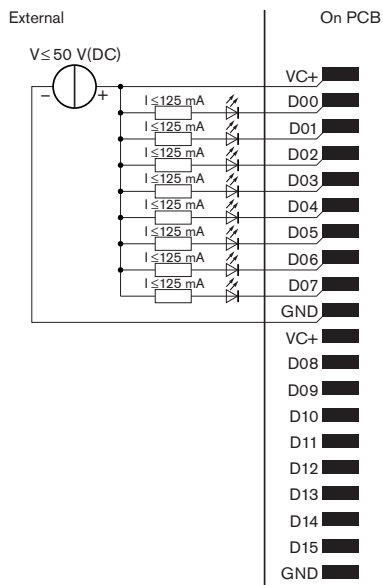 External
On PCB
V≤ 50 V(DC)
– +
VC+
I ≤125 mA
D00
I ≤125 mA
D01
I ≤125 mA
D02
I ≤125 mA
D03
I ≤125 mA
D04
I ≤125 mA
D05
I ≤125 mA
D06
I ≤125 mA
D07
GND
VC+
D08
D09
D10
D11
D12
D13
D14
D15
GND